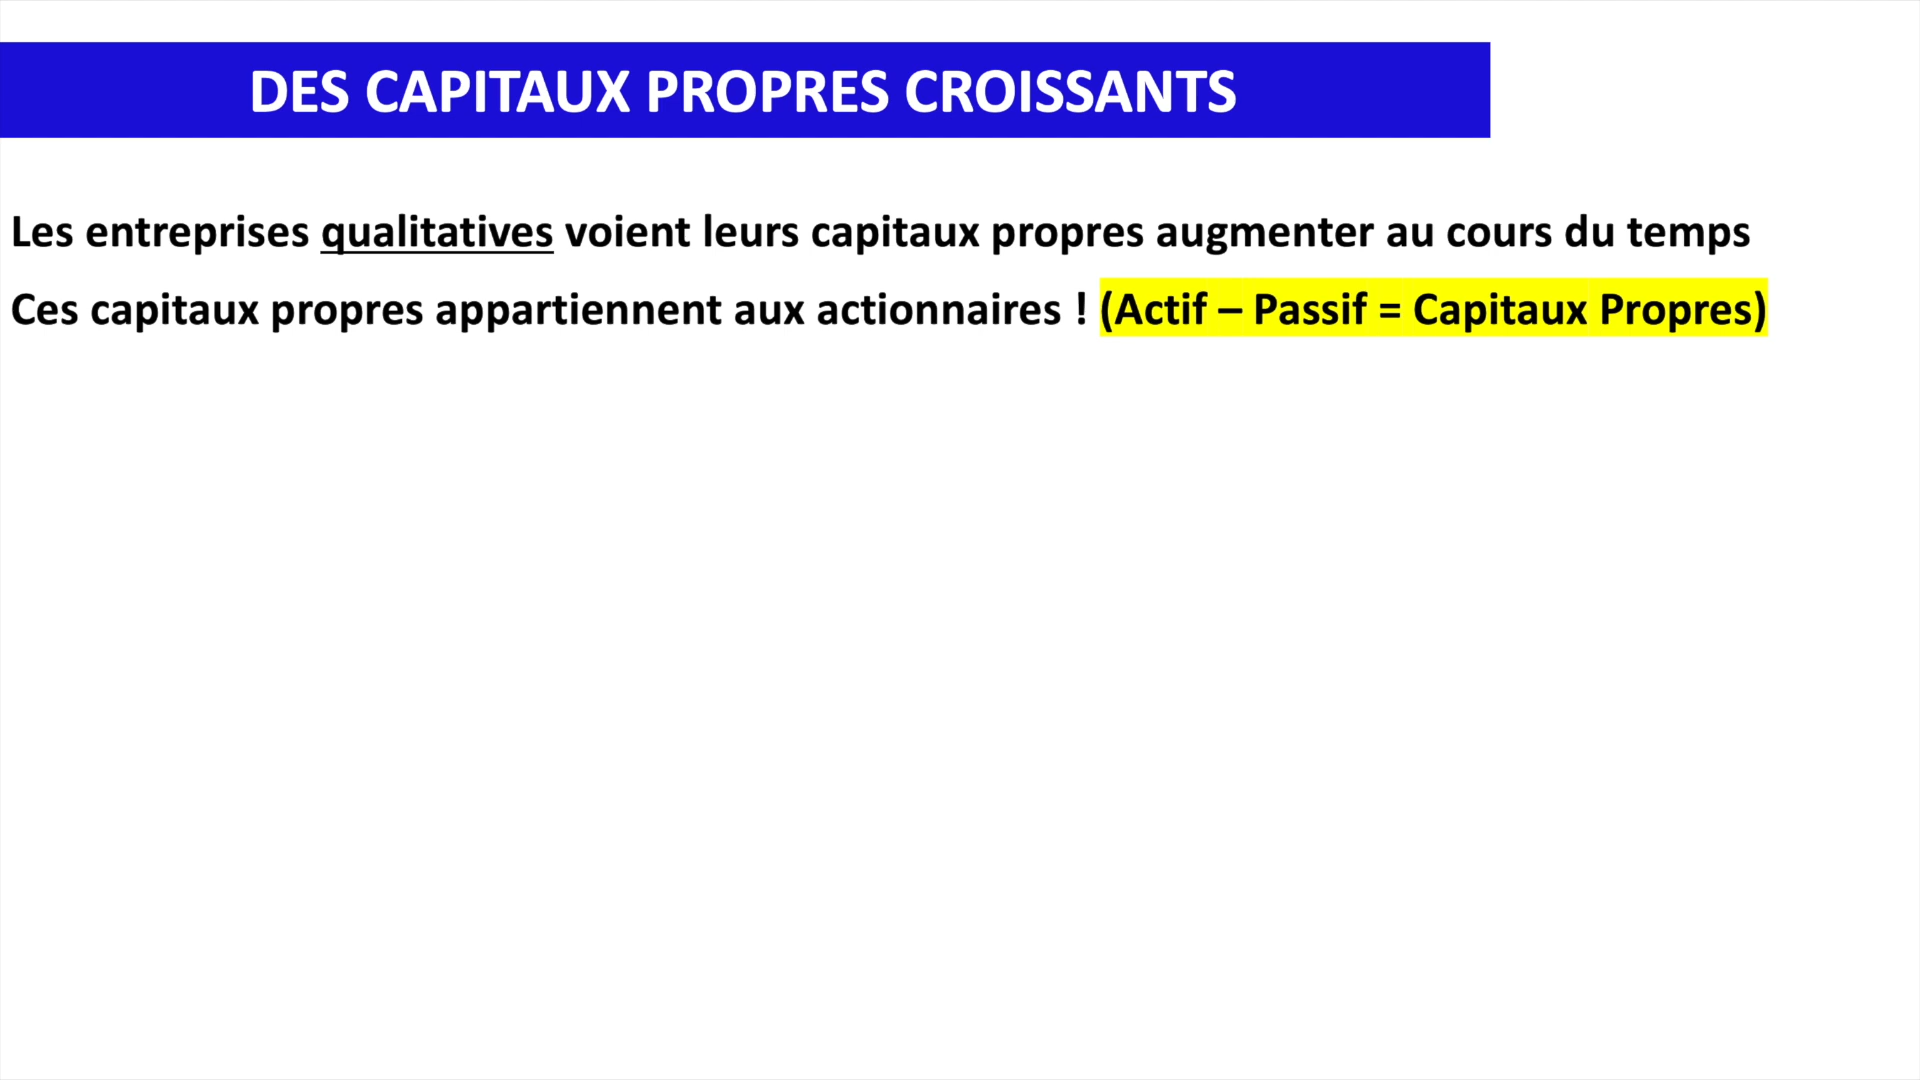 DES CAPITAUX PROPRES CROISSANTS
Les entreprises qualitatives voient leurs capitaux propres augmenter au cours du temps
Ces capitaux propres appartiennent aux actionnaires ! (Actif – Passif = Capitaux Propres)